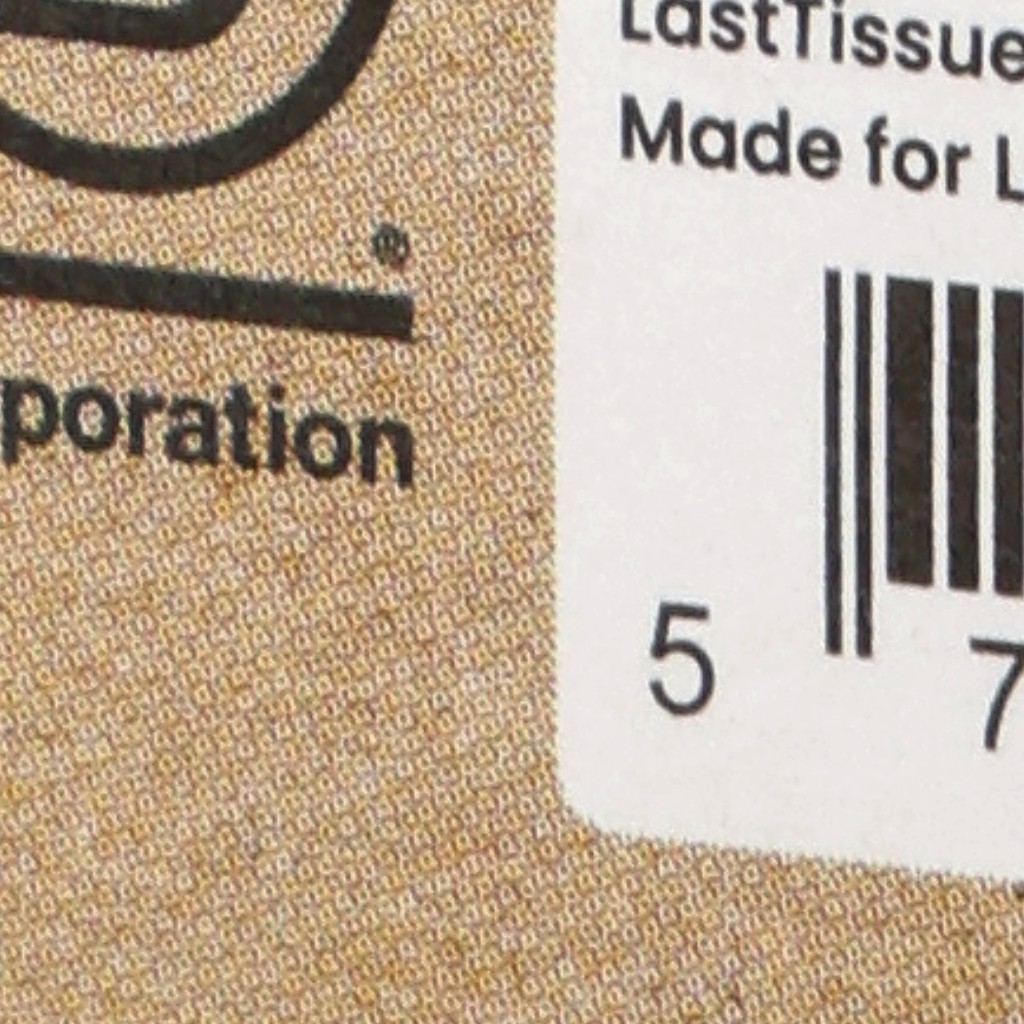 ®
poration
LastTissue
Made for L
5 7